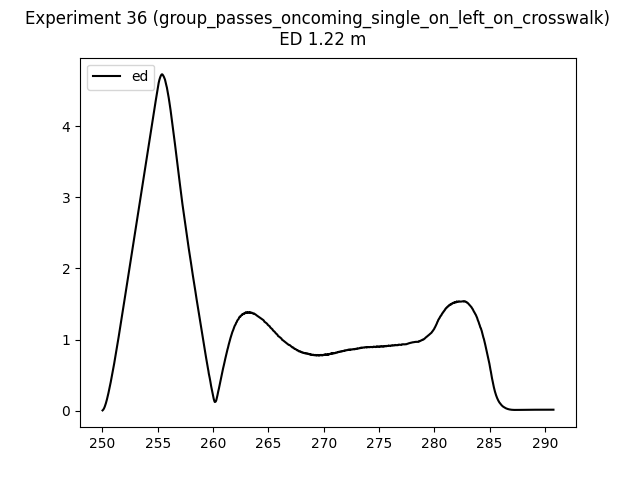 Experiment 36 (group_passes_oncoming_single_on_left_on_crosswalk)
ED 1.22 m
ed
4
3
2
1
0
250 255 260 265 270 275 280 285 290